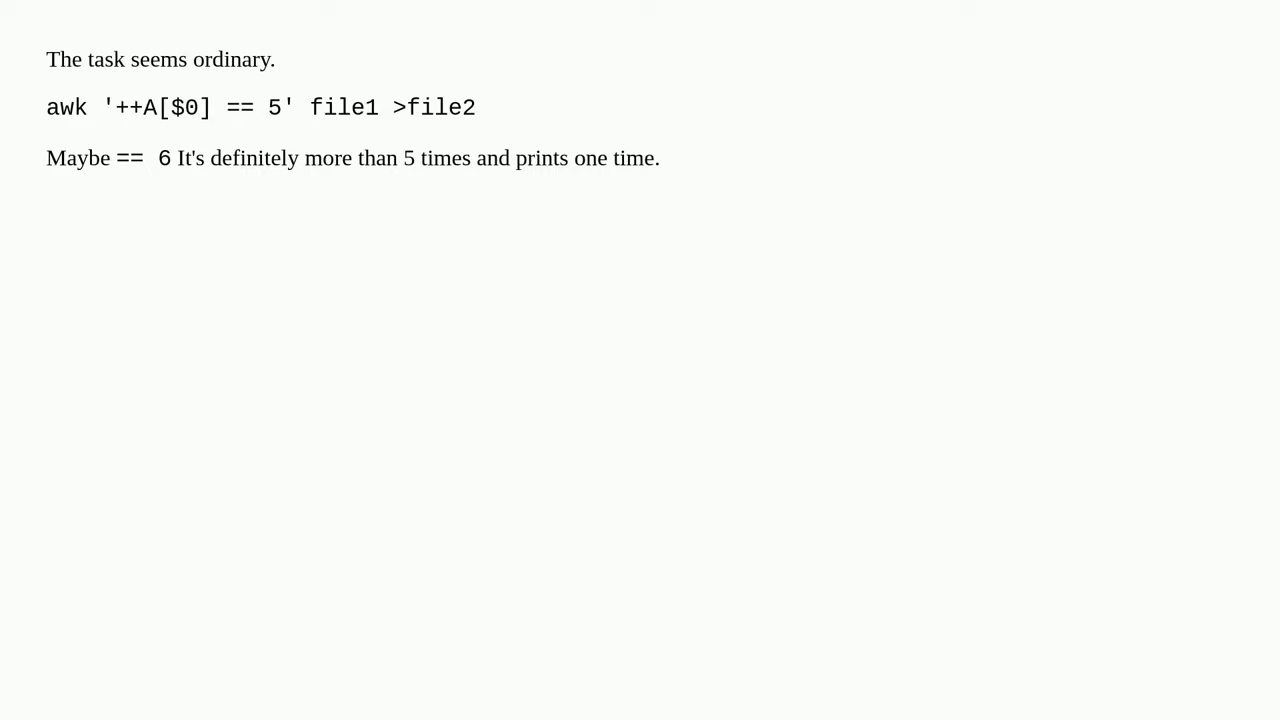 The task seems ordinary.
awk '++A[$0] == 5' file1 >file2
Maybe == 6 It's definitely more than 5 times and prints one time.